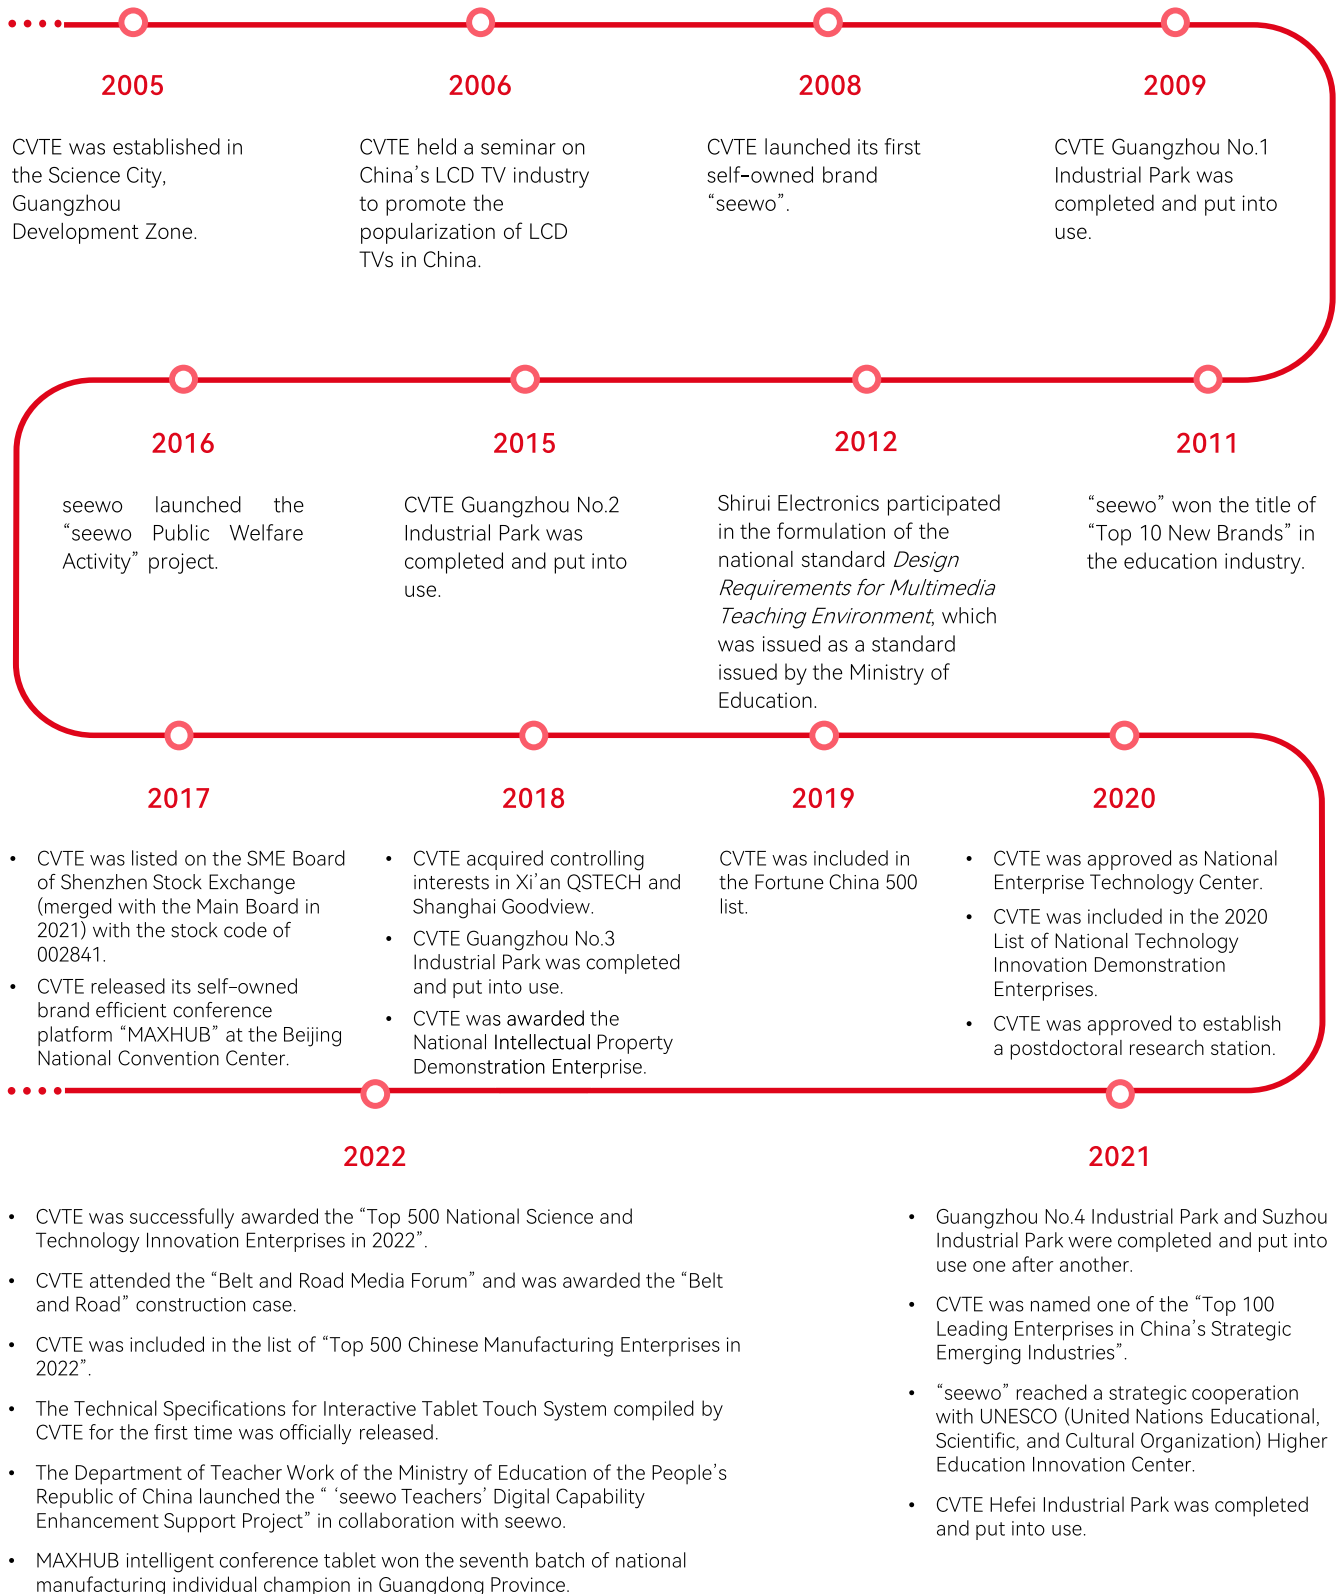 2005
CVTE was established in
the Science City,
Guangzhou
Development Zone.
2006
CVTE held a seminar on
China’s LCD TV industry
to promote the
popularization of LCD
TVs in China.
2008
CVTE launched its first
self-owned brand
“seewo”.
2009
CVTE Guangzhou No.1
Industrial Park was
completed and put into
use.
2011
“seewo” won the title of
“Top 10 New Brands” in
the education industry.
2012
Shirui Electronics participated
in the formulation of the
national standard Design
Requirements for Multimedia
Teaching Environment, which
was issued as a standard
issued by the Ministry of
Education.
2015
CVTE Guangzhou No.2
Industrial Park was
completed and put into
use.
2016
seewo launched the
“seewo Public Welfare
Activity” project.
2017
• CVTE was listed on the SME Board
of Shenzhen Stock Exchange
(merged with the Main Board in
2021) with the stock code of
002841.
• CVTE released its self-owned
brand efficient conference
platform “MAXHUB” at the Beijing
National Convention Center.
2018
• CVTE acquired controlling
interests in Xi’an QSTECH and
Shanghai Goodview.
• CVTE Guangzhou No.3
Industrial Park was completed
and put into use.
• CVTE was awarded the
National Intellectual Property
Demonstration Enterprise.
2019
CVTE was included in
the Fortune China 500
list.
2020
• CVTE was approved as National
Enterprise Technology Center.
• CVTE was included in the 2020
List of National Technology
Innovation Demonstration
Enterprises.
• CVTE was approved to establish
a postdoctoral research station.
2021
• Guangzhou No.4 Industrial Park and Suzhou
Industrial Park were completed and put into
use one after another.
• CVTE was named one of the “Top 100
Leading Enterprises in China’s Strategic
Emerging Industries”.
• “seewo” reached a strategic cooperation
with UNESCO (United Nations Educational,
Scientific, and Cultural Organization) Higher
Education Innovation Center.
• CVTE Hefei Industrial Park was completed
and put into use.
2022
• CVTE was successfully awarded the “Top 500 National Science and
Technology Innovation Enterprises in 2022”.
• CVTE attended the “Belt and Road Media Forum” and was awarded the “Belt
and Road” construction case.
• CVTE was included in the list of “Top 500 Chinese Manufacturing Enterprises in
2022”.
• The Technical Specifications for Interactive Tablet Touch System compiled by
CVTE for the first time was officially released.
• The Department of Teacher Work of the Ministry of Education of the People’s
Republic of China launched the “ ‘seewo Teachers’ Digital Capability
Enhancement Support Project” in collaboration with seewo.
• MAXHUB intelligent conference tablet won the seventh batch of national
manufacturing individual champion in Guangdong Province.